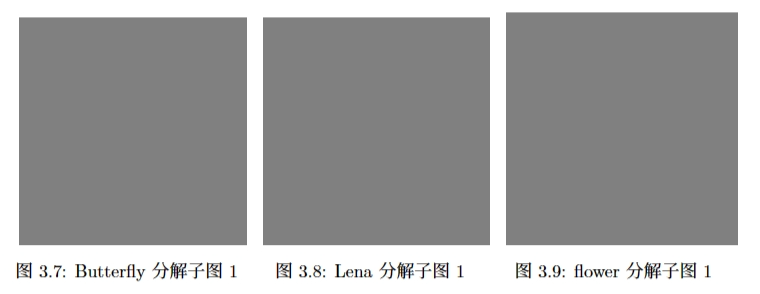 图 3.7: Butterfly 分解子图 1
图 3.8: Lena 分解子图 1
图 3.9: flower 分解子图 1